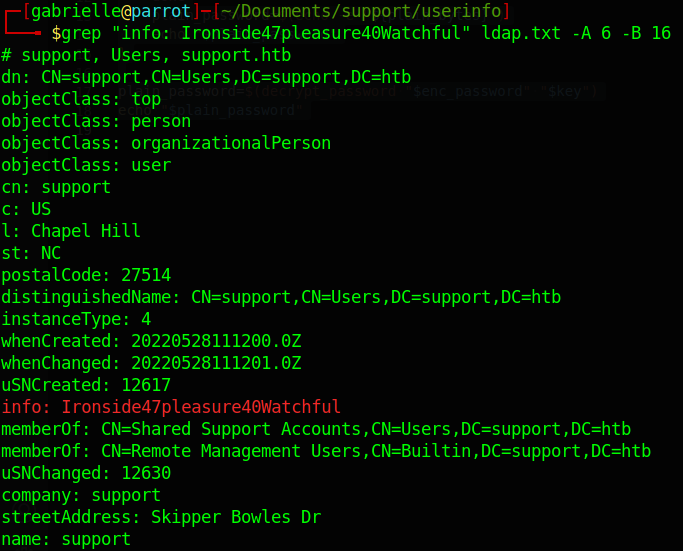 ┌─[gabrielle@parrot]─[~/Documents/support/userinfo]
└──╼ $grep "info: Ironside47pleasure40Watchful" ldap.txt -A 6 -B 16
# support, Users, support.htb
dn: CN=support,CN=Users,DC=support,DC=htb
objectClass: top
objectClass: person
objectClass: organizationalPerson
objectClass: user
cn: support
c: US
l: Chapel Hill
st: NC
postalCode: 27514
distinguishedName: CN=support,CN=Users,DC=support,DC=htb
instanceType: 4
whenCreated: 20220528111200.0Z
whenChanged: 20220528111201.0Z
uSNCreated: 12617
info: Ironside47pleasure40Watchful
memberOf: CN=Shared Support Accounts,CN=Users,DC=support,DC=htb
memberOf: CN=Remote Management Users,CN=Builtin,DC=support,DC=htb
uSNChanged: 12630
company: support
streetAddress: Skipper Bowles Dr
name: support